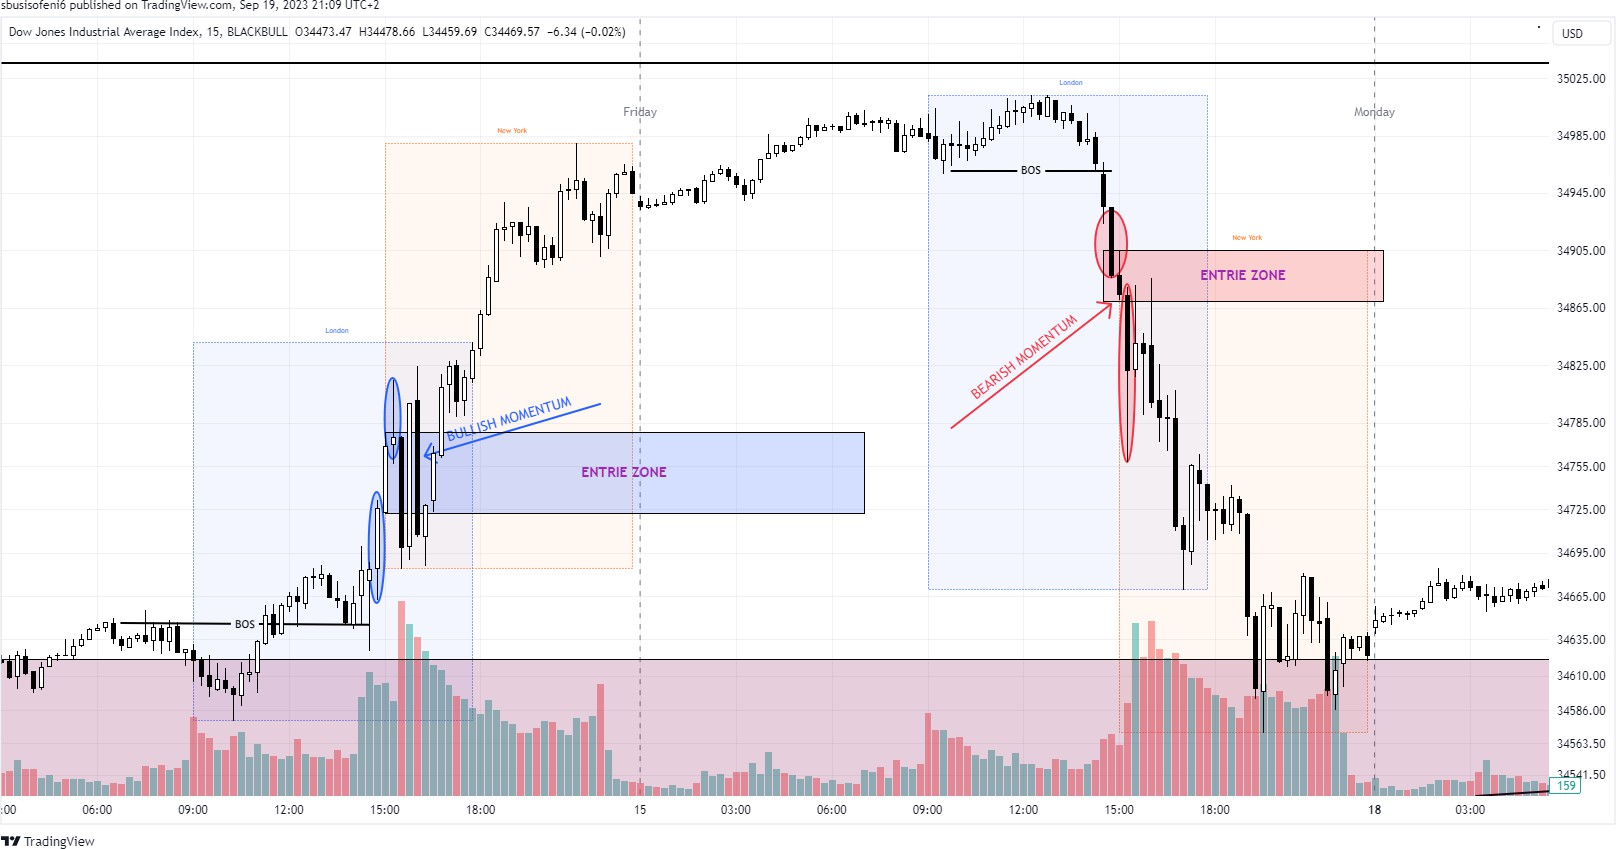 sbusisofeni6 published on TradingView.com, Sep 19, 2023 21:09 UTC+2
Dow Jones Industrial Average Index, 15, BLACKBULL O34473.47 H34478.66 L34459.69 C34469.57 −6.34 (−0.02%)
USD
35025.00
London
Friday
Monday
New York
34985.00
BOS
34945.00
New York
34905.00
ENTRIE ZONE
34865.00
London
BEARISH MOMENTUM
34825.00
BULLISH MOMENTUM
34785.00
ENTRIE ZONE
34755.00
34725.00
34695.00
34665.00
BOS
34635.00
34610.00
34586.00
34563.50
34541.50
159
:00 06:00 09:00 12:00 15:00 18:00 15 03:00 06:00 09:00 12:00 15:00 18:00 18 03:00
TradingView